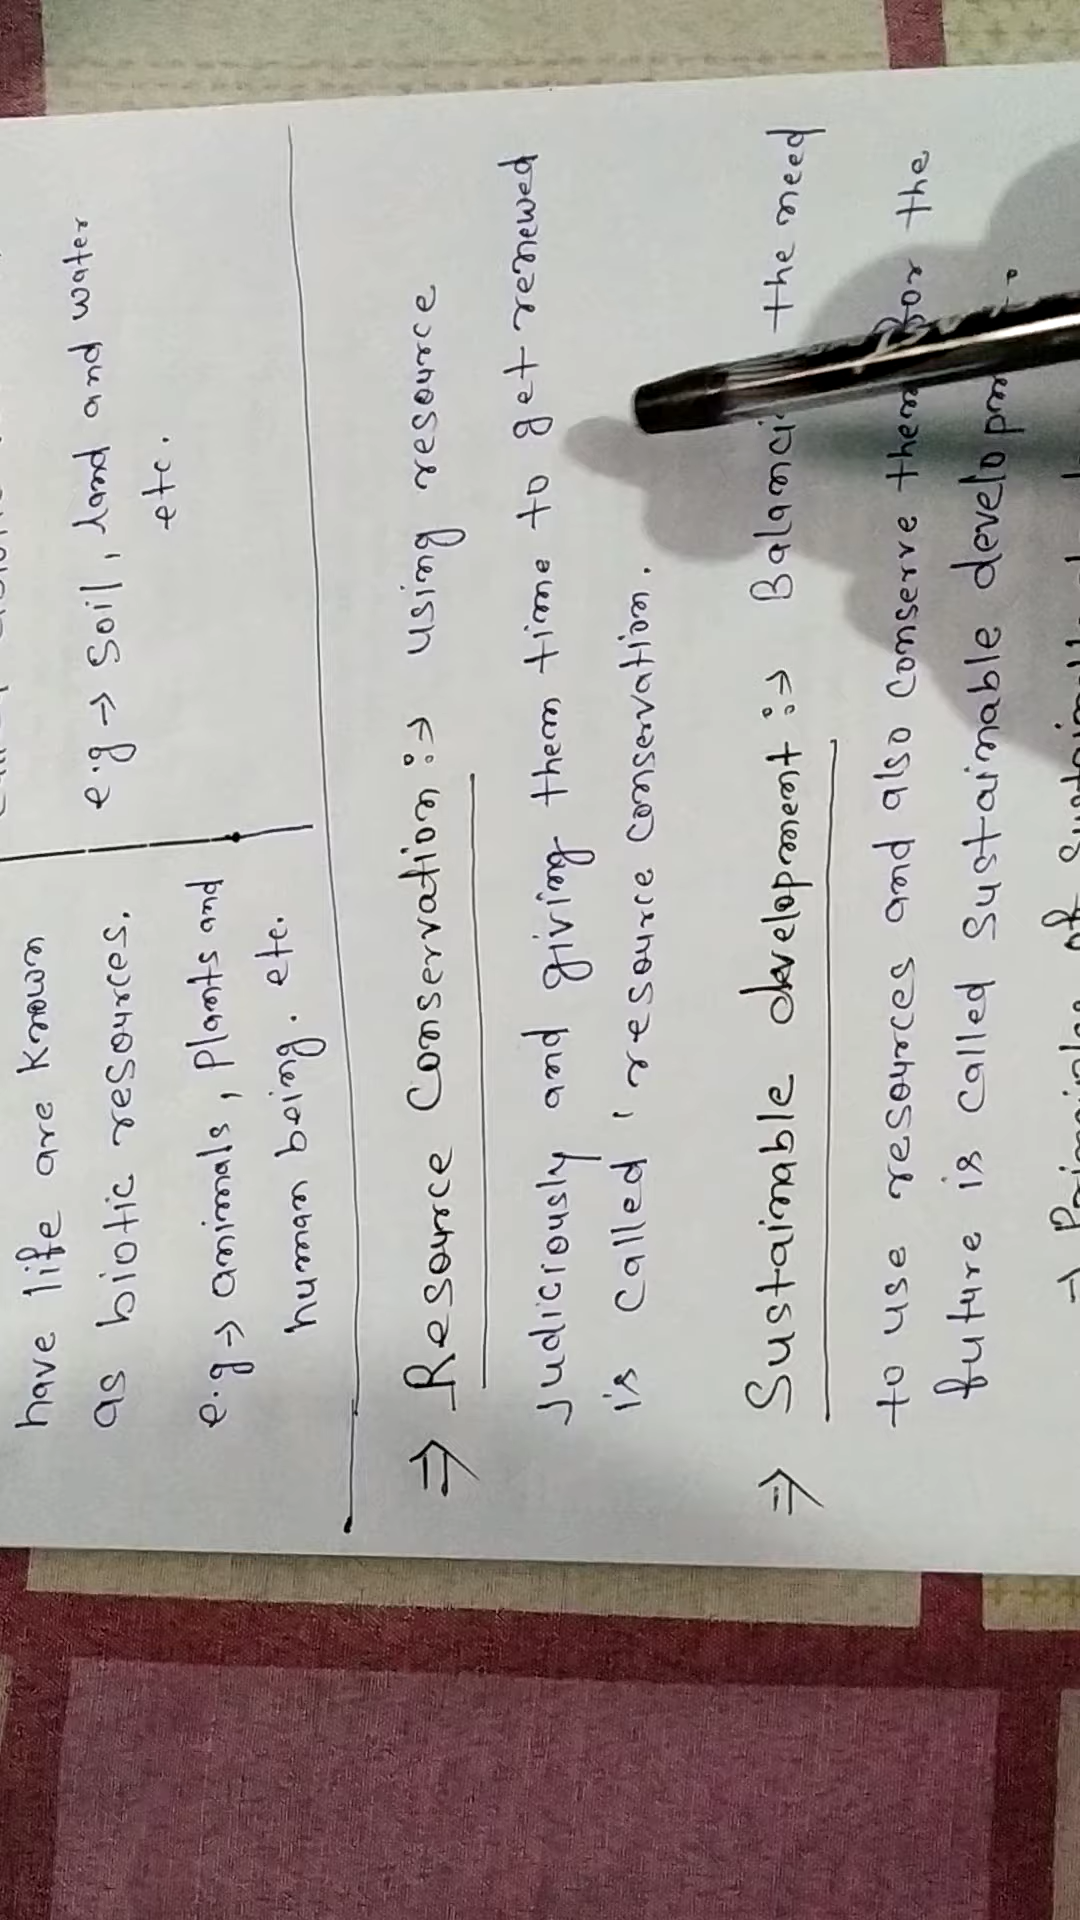 have life are known
as biotic resources.
e.g → animals, plants and
human being. etc.
e.g → Soil, land and water
etc.
⇒ Resource Conservation :→ using resource
Judiciously and giving them time to get renewed
is called 'resource conservation.
⇒ Sustainable development :→ the need
to use resources and also conserve them for the
future is called Sustainable
→ of